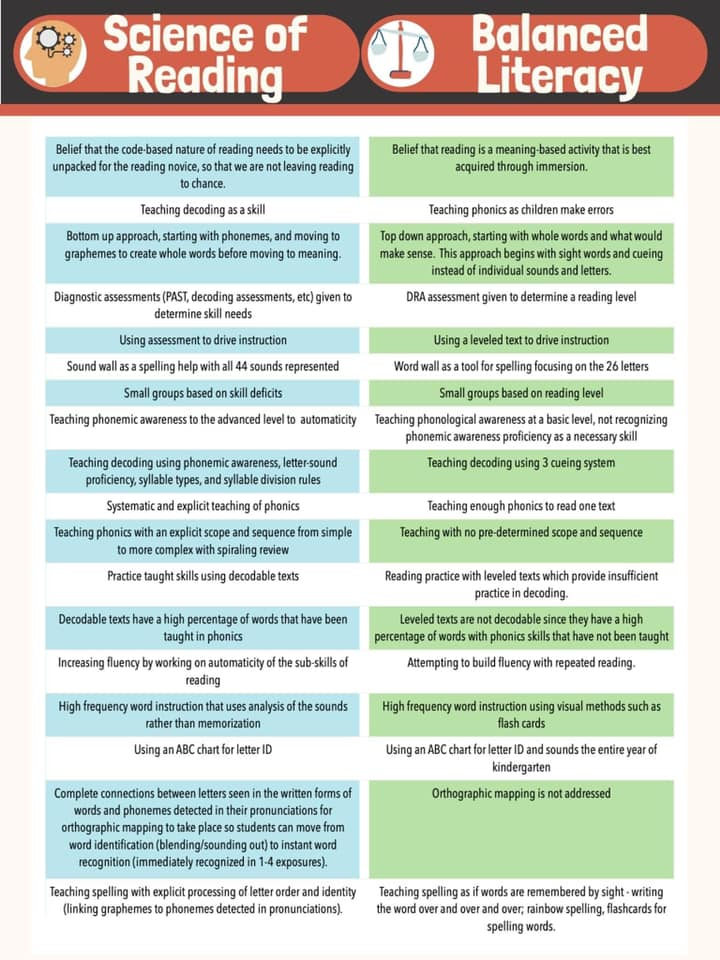 Science of
Reading
Balanced
Literacy
Belief that the code-based nature of reading needs to be explicitly
unpacked for the reading novice, so that we are not leaving reading
to chance.
Belief that reading is a meaning-based activity that is best
acquired through immersion.
Teaching decoding as a skill
Teaching phonics as children make errors
Bottom up approach, starting with phonemes, and moving to
graphemes to create whole words before moving to meaning.
Top down approach, starting with whole words and what would
make sense. This approach begins with sight words and cueing
instead of individual sounds and letters.
Diagnostic assessments (PAST, decoding assessments, etc) given to
determine skill needs
DRA assessment given to determine a reading level
Using assessment to drive instruction
Using a leveled text to drive instruction
Sound wall as a spelling help with all 44 sounds represented
Word wall as a tool for spelling focusing on the 26 letters
Small groups based on skill deficits
Small groups based on reading level
Teaching phonemic awareness to the advanced level to automaticity
Teaching phonological awareness at a basic level, not recognizing
phonemic awareness proficiency as a necessary skill
Teaching decoding using phonemic awareness, letter-sound
proficiency, syllable types, and syllable division rules
Teaching decoding using 3 cueing system
Systematic and explicit teaching of phonics
Teaching enough phonics to read one text
Teaching phonics with an explicit scope and sequence from simple
to more complex with spiraling review
Teaching with no pre-determined scope and sequence
Practice taught skills using decodable texts
Reading practice with leveled texts which provide insufficient
practice in decoding.
Decodable texts have a high percentage of words that have been
taught in phonics
Leveled texts are not decodable since they have a high
percentage of words with phonics skills that have not been taught
Increasing fluency by working on automaticity of the sub-skills of
reading
Attempting to build fluency with repeated reading.
High frequency word instruction that uses analysis of the sounds
rather than memorization
High frequency word instruction using visual methods such as
flash cards
Using an ABC chart for letter ID
Using an ABC chart for letter ID and sounds the entire year of
kindergarten
Complete connections between letters seen in the written forms of
words and phonemes detected in their pronunciations for
orthographic mapping to take place so students can move from
word identification (blending/sounding out) to instant word
recognition (immediately recognized in 1-4 exposures).
Orthographic mapping is not addressed
Teaching spelling with explicit processing of letter order and identity
(linking graphemes to phonemes detected in pronunciations).
Teaching spelling as if words are remembered by sight - writing
the word over and over and over; rainbow spelling, flashcards for
spelling words.